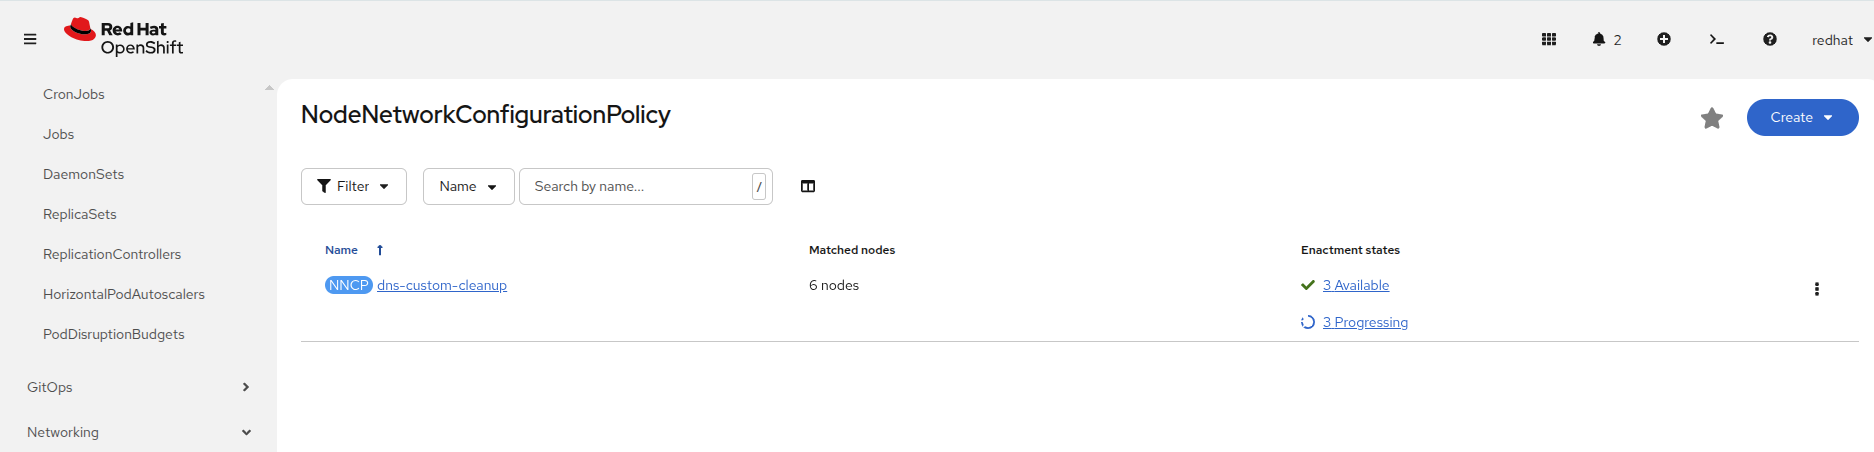 Red Hat
OpenShift
2
redhat
CronJobs
Jobs
DaemonSets
ReplicaSets
ReplicationControllers
HorizontalPodAutoscalers
PodDisruptionBudgets
GitOps
Networking
NodeNetworkConfigurationPolicy
Create
Filter
Name
Search by name...
/
Name
Matched nodes
Enactment states
NNCP dns-custom-cleanup
6 nodes
3 Available
3 Progressing